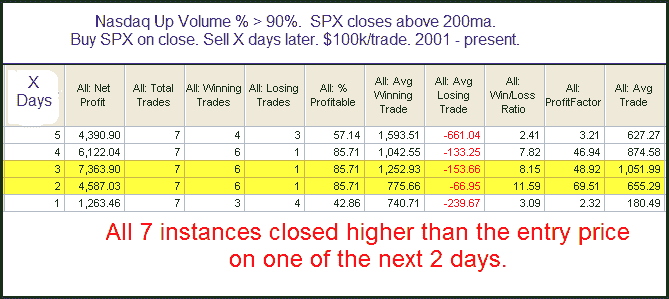 Nasdaq Up Volume % > 90%. SPX closes above 200ma.
Buy SPX on close. Sell X days later. $100k/trade. 2001 - present.
X Days All: Net Profit All: Total Trades All: Winning Trades All: Losing Trades All: % Profitable All: Avg Winning Trade All: Avg Losing Trade All: Win/Loss Ratio All: ProfitFactor All: Avg Trade
5 4,390.90 7 4 3 57.14 1,593.51 -661.04 2.41 3.21 627.27
4 6,122.04 7 6 1 85.71 1,042.55 -133.25 7.82 46.94 874.58
3 7,363.90 7 6 1 85.71 1,252.93 -153.66 8.15 48.92 1,051.99
2 4,587.03 7 6 1 85.71 775.66 -66.95 11.59 69.51 655.29
1 1,263.46 7 3 4 42.86 740.71 -239.67 3.09 2.32 180.49
All 7 instances closed higher than the entry price
on one of the next 2 days.